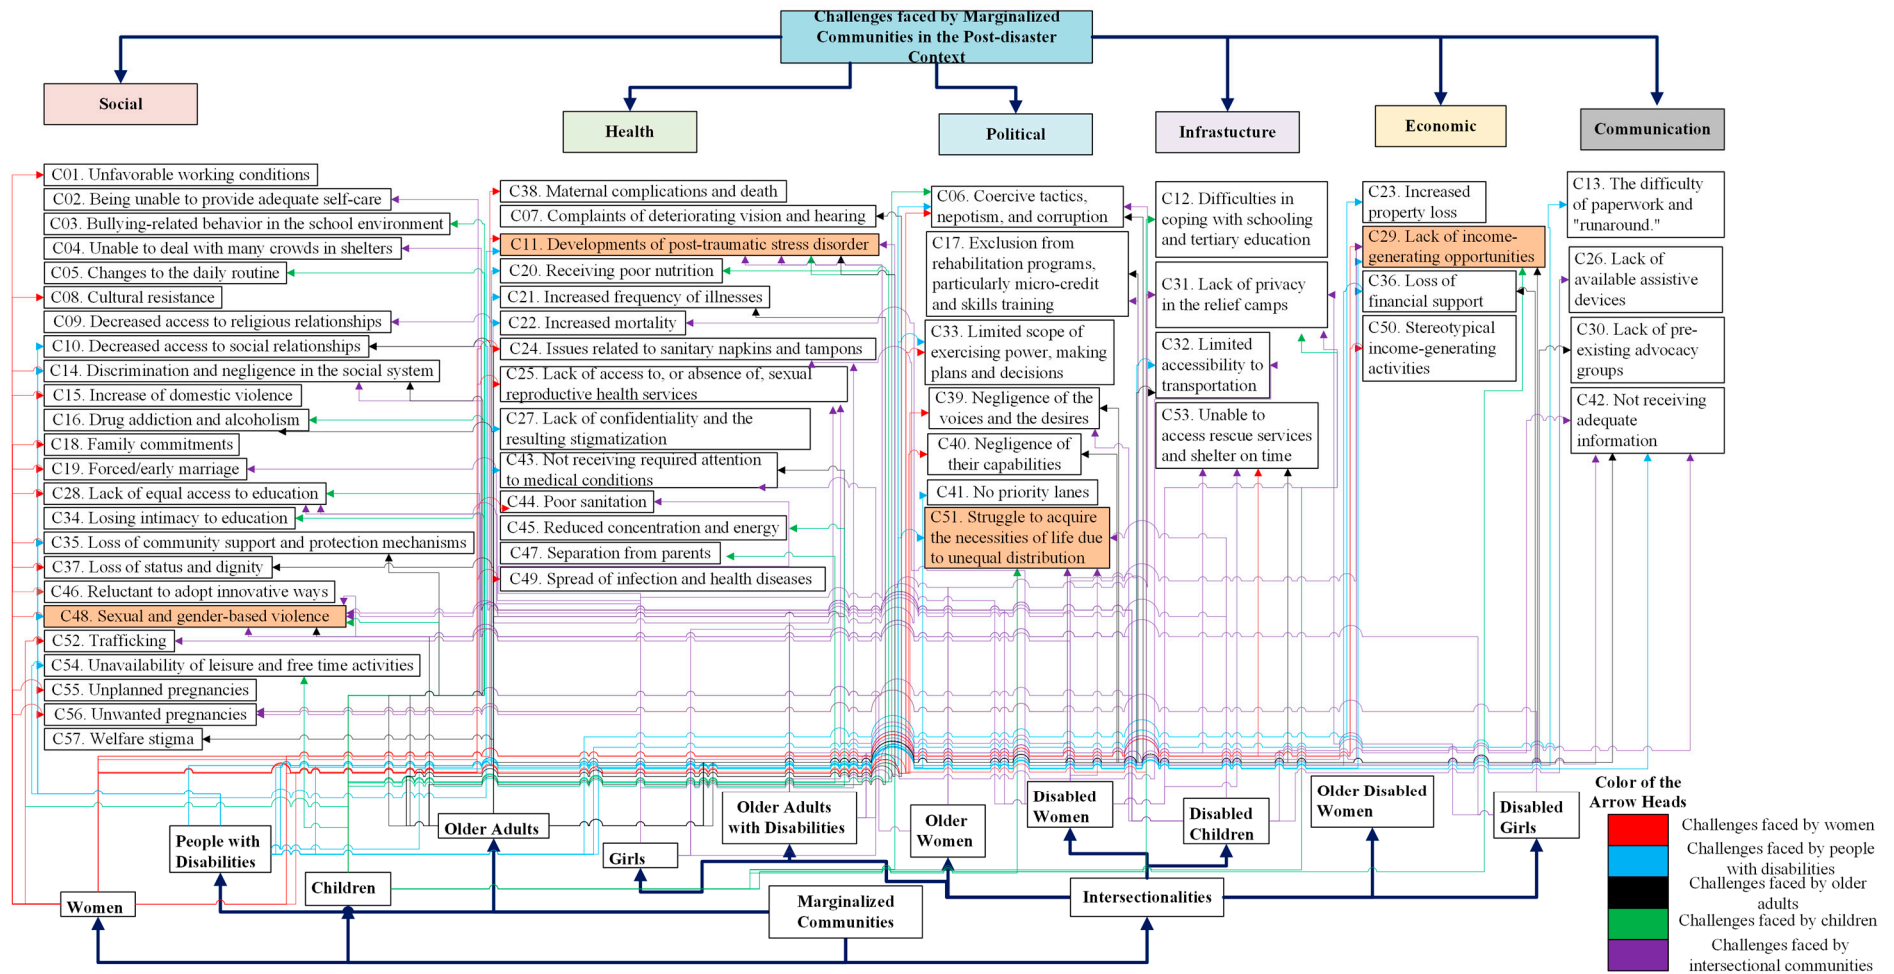 Challenges faced by Marginalized
Communities in the Post-disaster
Context
Social
Health
Political
Infrastucture
Economic
Communication
C01. Unfavorable working conditions
C02. Being unable to provide adequate self-care
C03. Bullying-related behavior in the school environment
C04. Unable to deal with many crowds in shelters
C05. Changes to the daily routine
C08. Cultural resistance
C09. Decreased access to religious relationships
C10. Decreased access to social relationships
C14. Discrimination and negligence in the social system
C15. Increase of domestic violence
C16. Drug addiction and alcoholism
C18. Family commitments
C19. Forced/early marriage
C28. Lack of equal access to education
C34. Losing intimacy to education
C35. Loss of community support and protection mechanisms
C37. Loss of status and dignity
C46. Reluctant to adopt innovative ways
C48. Sexual and gender-based violence
C52. Trafficking
C54. Unavailability of leisure and free time activities
C55. Unplanned pregnancies
C56. Unwanted pregnancies
C57. Welfare stigma
C38. Maternal complications and death
C07. Complaints of deteriorating vision and hearing
C11. Developments of post-traumatic stress disorder
C20. Receiving poor nutrition
C21. Increased frequency of illnesses
C22. Increased mortality
C24. Issues related to sanitary napkins and tampons
C25. Lack of access to, or absence of, sexual
reproductive health services
C27. Lack of confidentiality and the
resulting stigmatization
C43. Not receiving required attention
to medical conditions
C44. Poor sanitation
C45. Reduced concentration and energy
C47. Separation from parents
C49. Spread of infection and health diseases
C06. Coercive tactics,
nepotism, and corruption
C17. Exclusion from
rehabilitation programs,
particularly micro-credit
and skills training
C33. Limited scope of
exercising power, making
plans and decisions
C39. Negligence of the
voices and the desires
C40. Negligence of
their capabilities
C41. No priority lanes
C51. Struggle to acquire
the necessities of life due
to unequal distribution
C12. Difficulties in
coping with schooling
and tertiary education
C31. Lack of privacy
in the relief camps
C32. Limited
accessibility to
transportation
C53. Unable to
access rescue services
and shelter on time
C23. Increased
property loss
C29. Lack of income-
generating opportunities
C36. Loss of
financial support
C50. Stereotypical
income-generating
activities
C13. The difficulty
of paperwork and
"runaround."
C26. Lack of
available assistive
devices
C30. Lack of pre-
existing advocacy
groups
C42. Not receiving
adequate
information
Women
People with
Disabilities
Children
Older Adults
Girls
Older Adults
with Disabilities
Older
Women
Disabled
Women
Disabled
Children
Older Disabled
Women
Disabled
Girls
Marginalized
Communities
Intersectionalities
Color of the
Arrow Heads
Challenges faced by women
Challenges faced by people
with disabilities
Challenges faced by older
adults
Challenges faced by children
Challenges faced by
intersectional communities